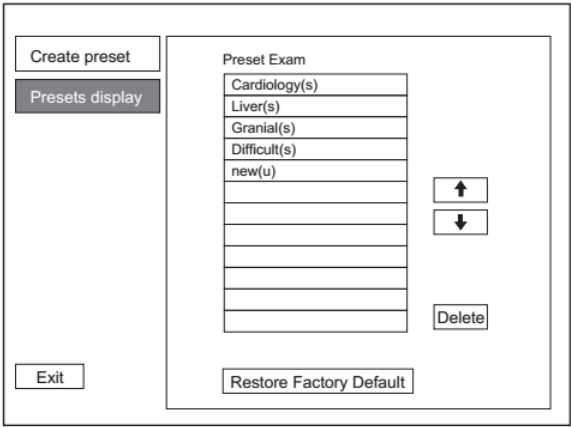 Create preset
Presets display
Exit
Preset Exam
Cardiology(s)
Liver(s)
Granial(s)
Difficult(s)
new(u)
Delete
Restore Factory Default